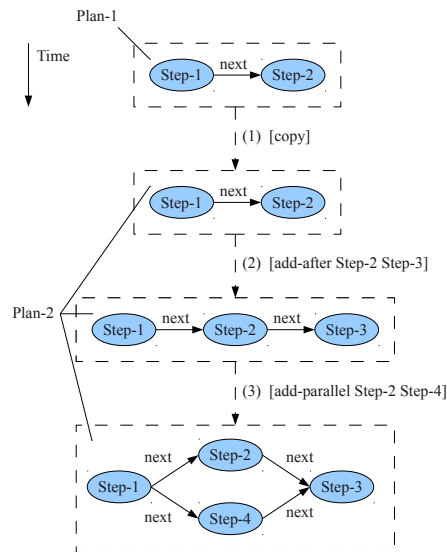 Plan-1
Time
Step-1 next Step-2
(1) [copy]
Step-1 next Step-2
(2) [add-after Step-2 Step-3]
Plan-2
Step-1 next Step-2 next Step-3
(3) [add-parallel Step-2 Step-4]
next Step-2 next
Step-1 Step-3
next Step-4 next